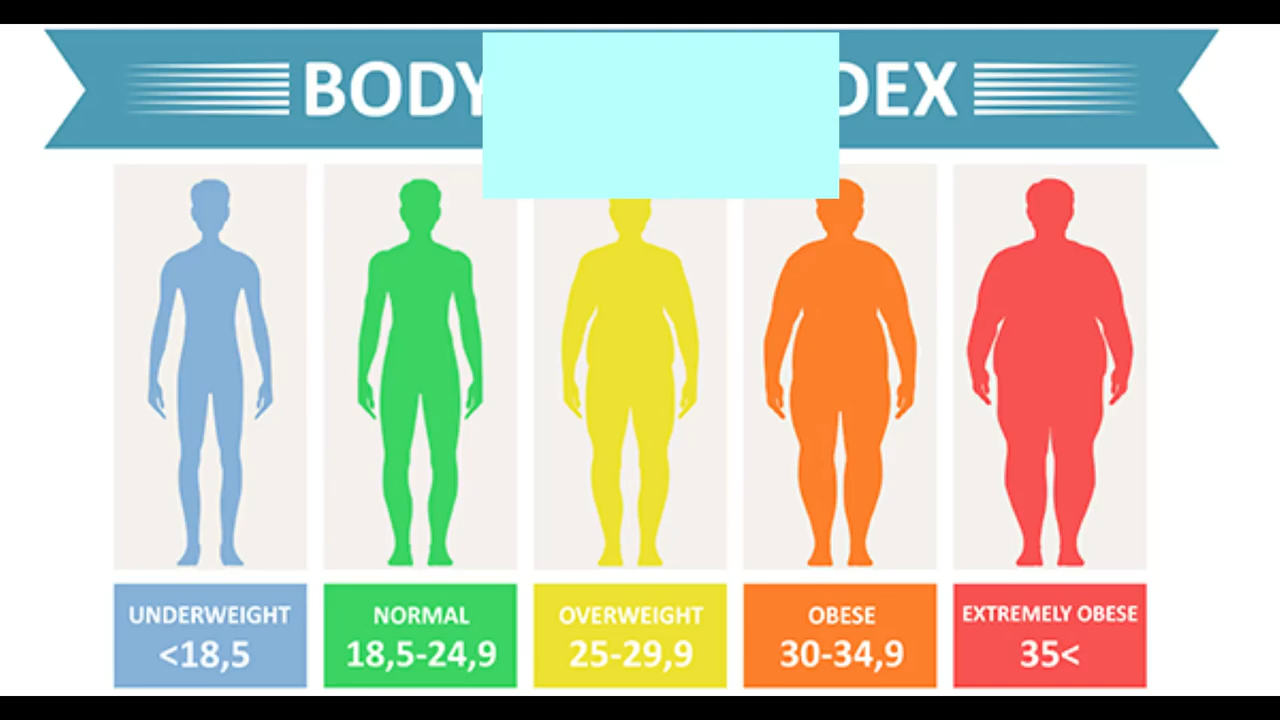 BODY DEX
UNDERWEIGHT
<18,5
NORMAL
18,5-24,9
OVERWEIGHT
25-29,9
OBESE
30-34,9
EXTREMELY OBESE
35<